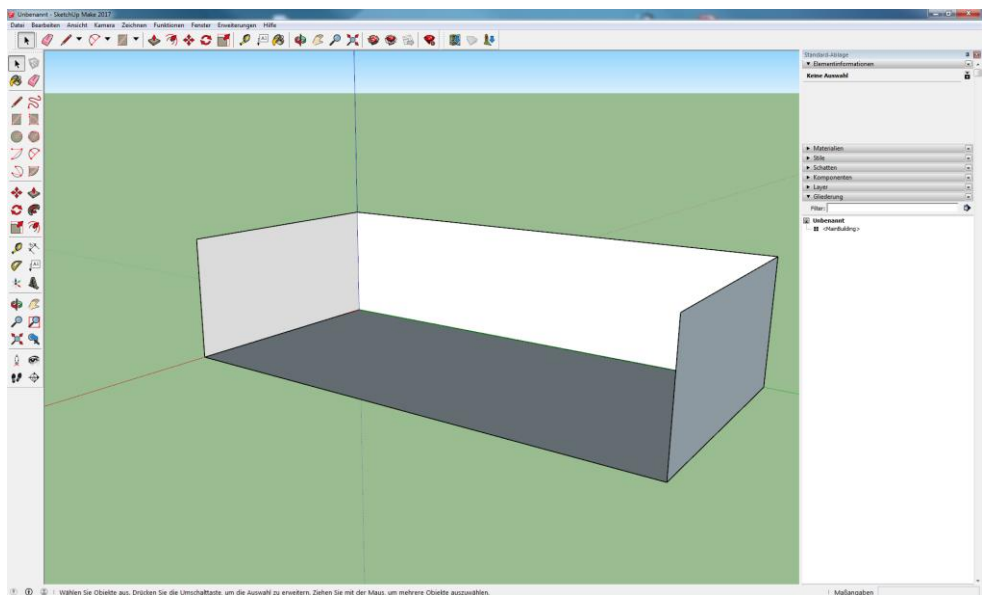 Unbenannt - SketchUp Make 2017
Datei Bearbeiten Ansicht Kamera Zeichnen Funktionen Fenster Erweiterungen Hilfe
Standard-Ablage
Elementinformationen
Keine Auswahl
Materialien
Stile
Schatten
Komponenten
Layer
Gliederung
Filter:
Unbenannt
<MainBuilding>
Wählen Sie Objekte aus. Drücken Sie die Umschalttaste, um die Auswahl zu erweitern. Ziehen Sie mit der Maus, um mehrere Objekte auszuwählen.
Maßangaben